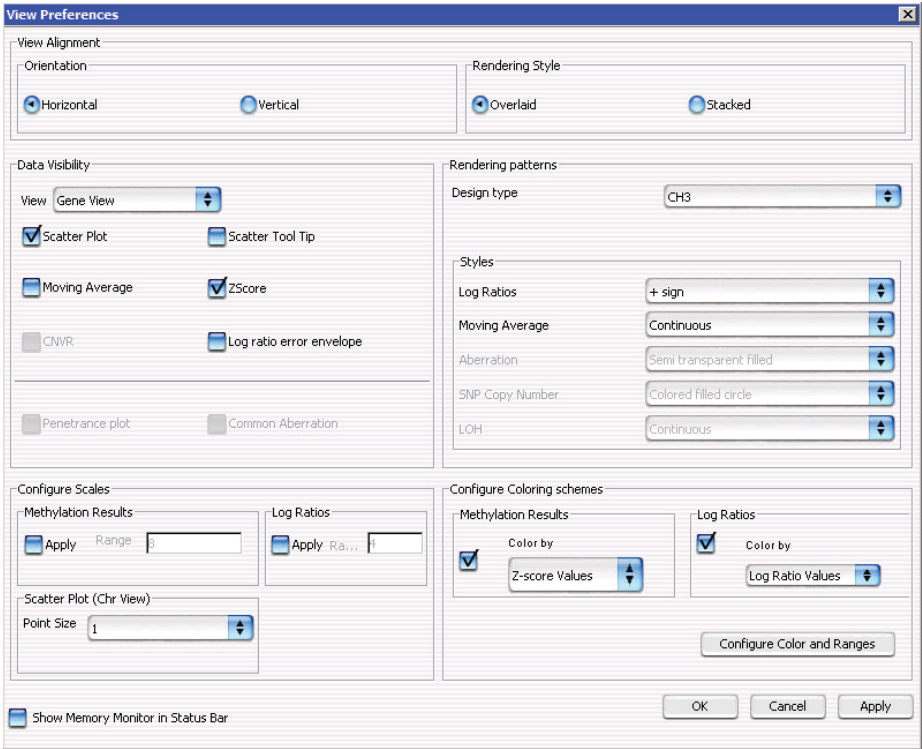 View Preferences
View Alignment
Orientation
Horizontal
Vertical
Rendering Style
Overlaid
Stacked
Data Visibility
View Gene View
Scatter Plot
Scatter Tool Tip
Moving Average
ZScore
CNVR
Log ratio error envelope
Penetrance plot
Common Aberration
Rendering patterns
Design type CH3
Styles
Log Ratios + sign
Moving Average Continuous
Aberration Semi transparent filled
SNP Copy Number Colored filled circle
LOH Continuous
Configure Scales
Methylation Results
Apply Range 8
Log Ratios
Apply Ra... 4
Scatter Plot (Chr View)
Point Size 1
Configure Coloring schemes
Methylation Results
Color by
Z-score Values
Log Ratios
Color by
Log Ratio Values
Configure Color and Ranges
Show Memory Monitor in Status Bar
OK Cancel Apply